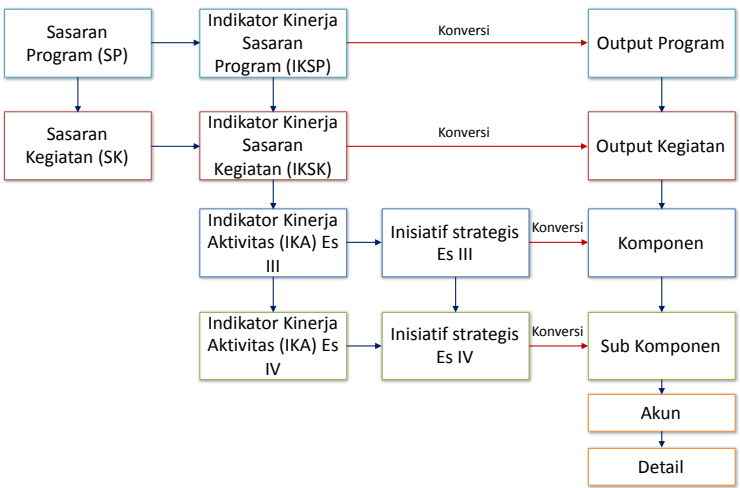 Sasaran
Program (SP)
Indikator Kinerja
Sasaran
Program (IKSP)
Konversi
Output Program
Sasaran
Kegiatan (SK)
Indikator Kinerja
Sasaran
Kegiatan (IKSK)
Konversi
Output Kegiatan
Indikator Kinerja
Aktivitas (IKA) Es
III
Inisiatif strategis
Es III
Konversi
Komponen
Indikator Kinerja
Aktivitas (IKA) Es
IV
Inisiatif strategis
Es IV
Konversi
Sub Komponen
Akun
Detail